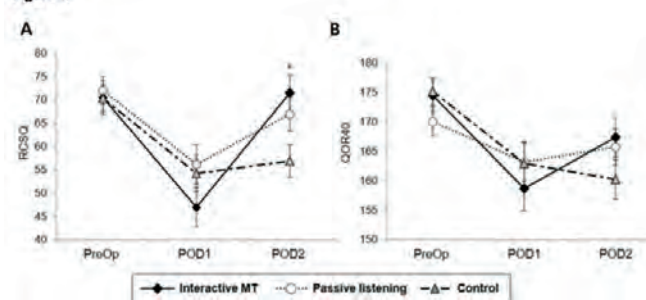 A
B
80
75
70
65
60
55
50
45
40
RCSQ
*
PreOp
POD1
POD2
180
175
170
165
160
155
150
QOR40
PreOp
POD1
POD2
Interactive MT
Passive listening
Control